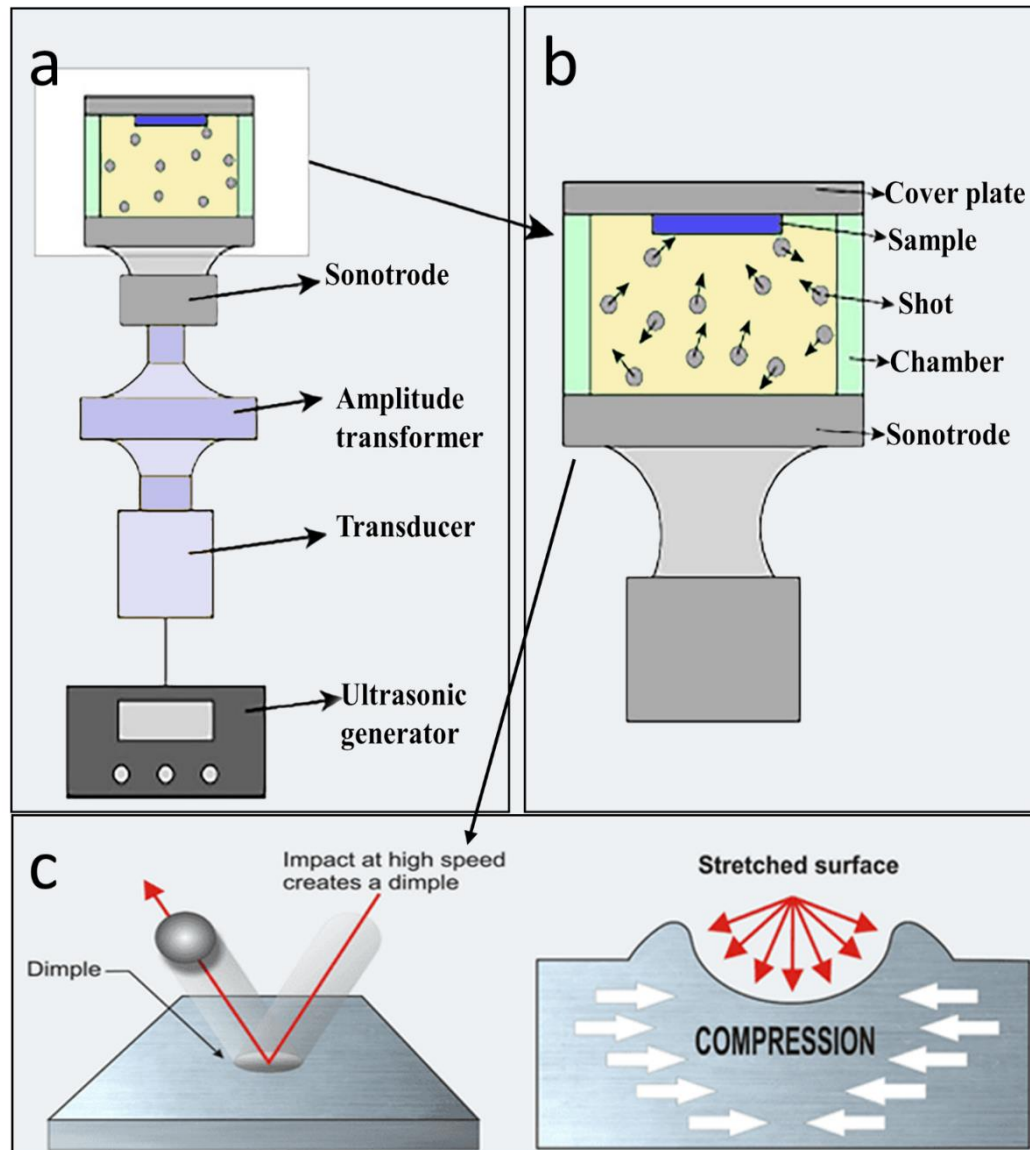 a
Sonotrode
Amplitude
transformer
Transducer
Ultrasonic
generator
b
Cover plate
Sample
Shot
Chamber
Sonotrode
c
Impact at high speed
creates a dimple
Dimple
Stretched surface
COMPRESSION